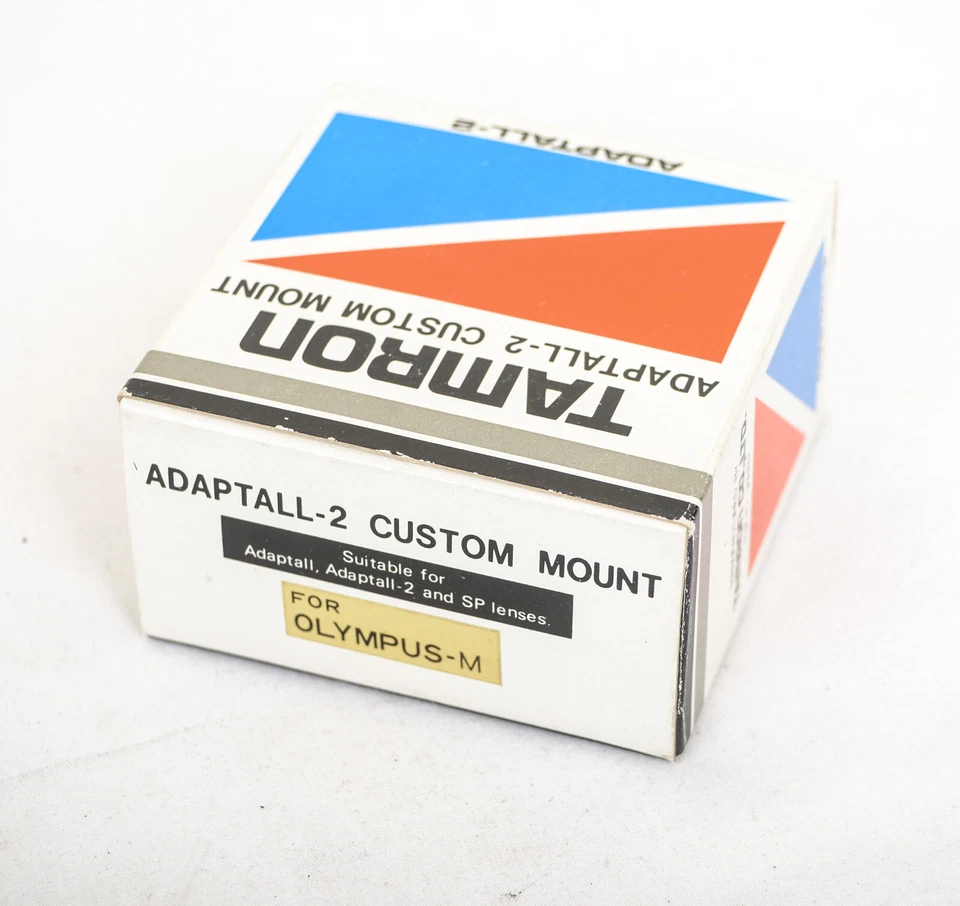 ADAPTALL-2
TAMRON
ADAPTALL-2 CUSTOM MOUNT
ADAPTALL-2 CUSTOM MOUNT
Suitable for
Adaptall, Adaptall-2 and SP lenses.
FOR
OLYMPUS-M